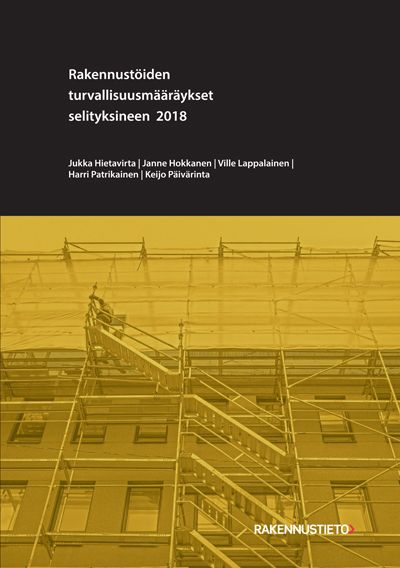 Rakennustöiden
turvallisuusmääräykset
selityksineen 2018
Jukka Hietavirta | Janne Hokkanen | Ville Lappalainen |
Harri Patrikainen | Keijo Päivärinta
RAKENNUSTIETO